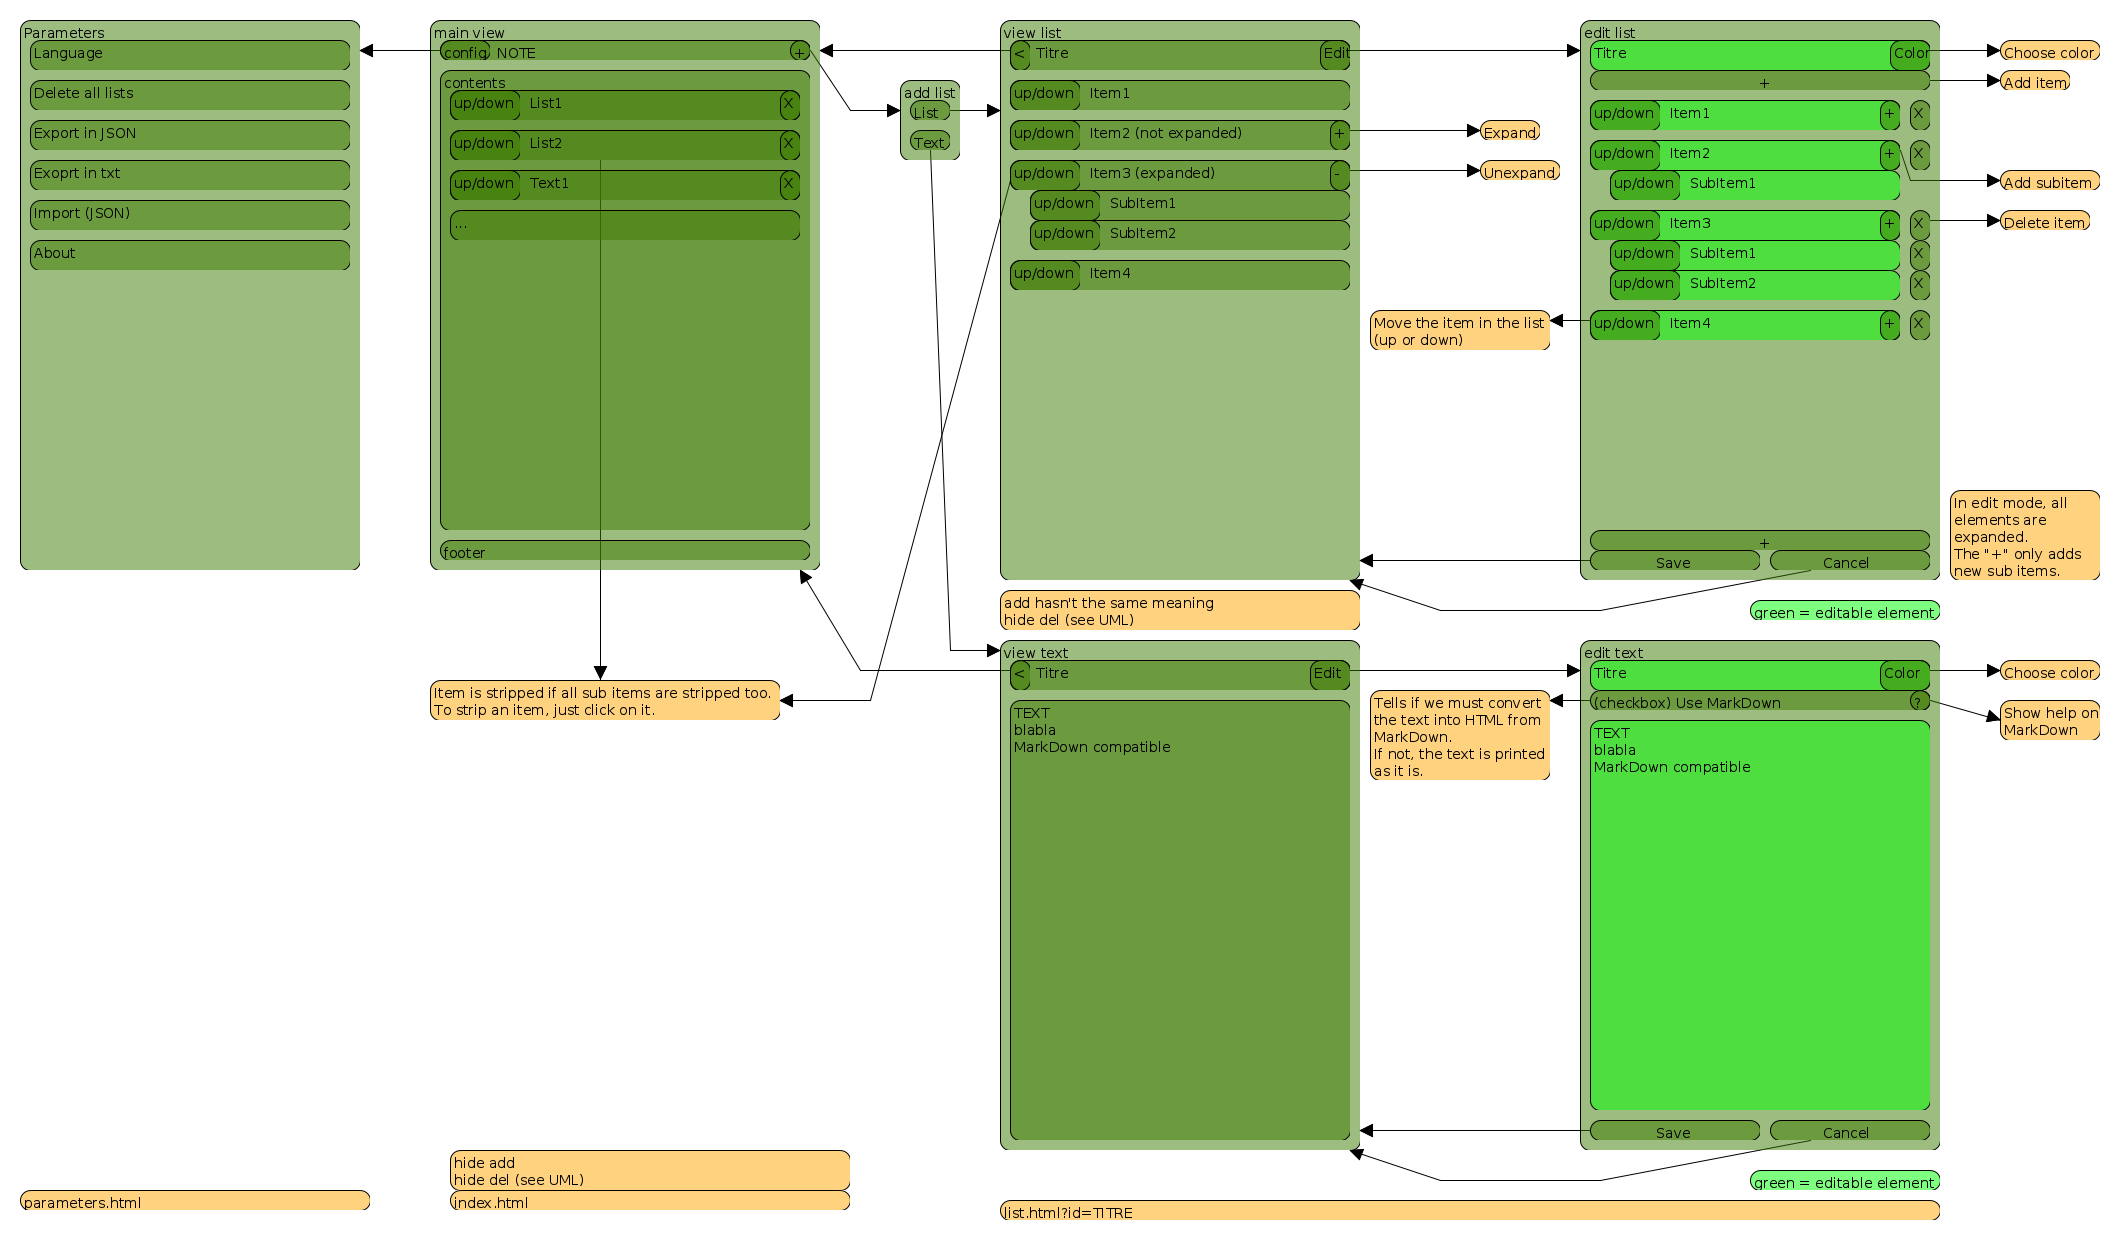 Parameters
Language
Delete all lists
Export in JSON
Exoprt in txt
Import (JSON)
About
main view
config NOTE +
contents
up/down List1 X
up/down List2 X
up/down Text1 X
...
footer
add list
List
Text
view list
< Titre Edit
up/down Item1
up/down Item2 (not expanded) +
up/down Item3 (expanded) -
up/down SubItem1
up/down SubItem2
up/down Item4
Expand
Unexpand
edit list
Titre Color
+
up/down Item1 + X
up/down Item2 + X
up/down SubItem1
up/down Item3 + X
up/down SubItem1 X
up/down SubItem2 X
up/down Item4 + X
+
Save Cancel
Choose color
Add item
Add subitem
Delete item
Move the item in the list
(up or down)
In edit mode, all
elements are
expanded.
The "+" only adds
new sub items.
green = editable element
add hasn't the same meaning
hide del (see UML)
Item is stripped if all sub items are stripped too.
To strip an item, just click on it.
view text
< Titre Edit
TEXT
blabla
MarkDown compatible
Tells if we must convert
the text into HTML from
MarkDown.
If not, the text is printed
as it is.
edit text
Titre Color
(checkbox) Use MarkDown ?
TEXT
blabla
MarkDown compatible
Save Cancel
Choose color
Show help on
MarkDown
green = editable element
hide add
hide del (see UML)
parameters.html
index.html
list.html?id=TITRE